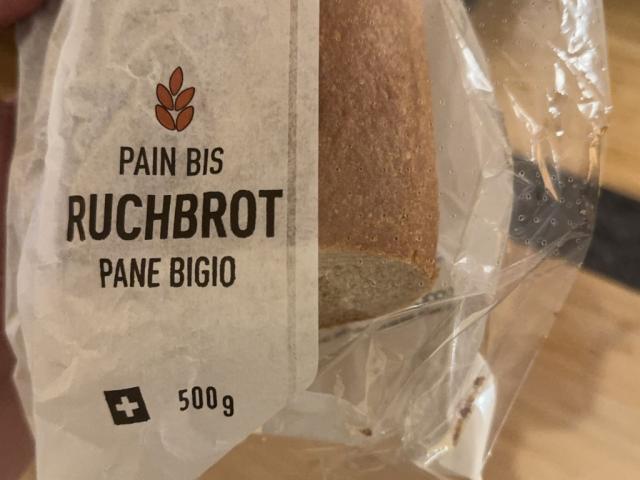 PAIN BIS
RUCHBROT
PANE BIGIO
500g